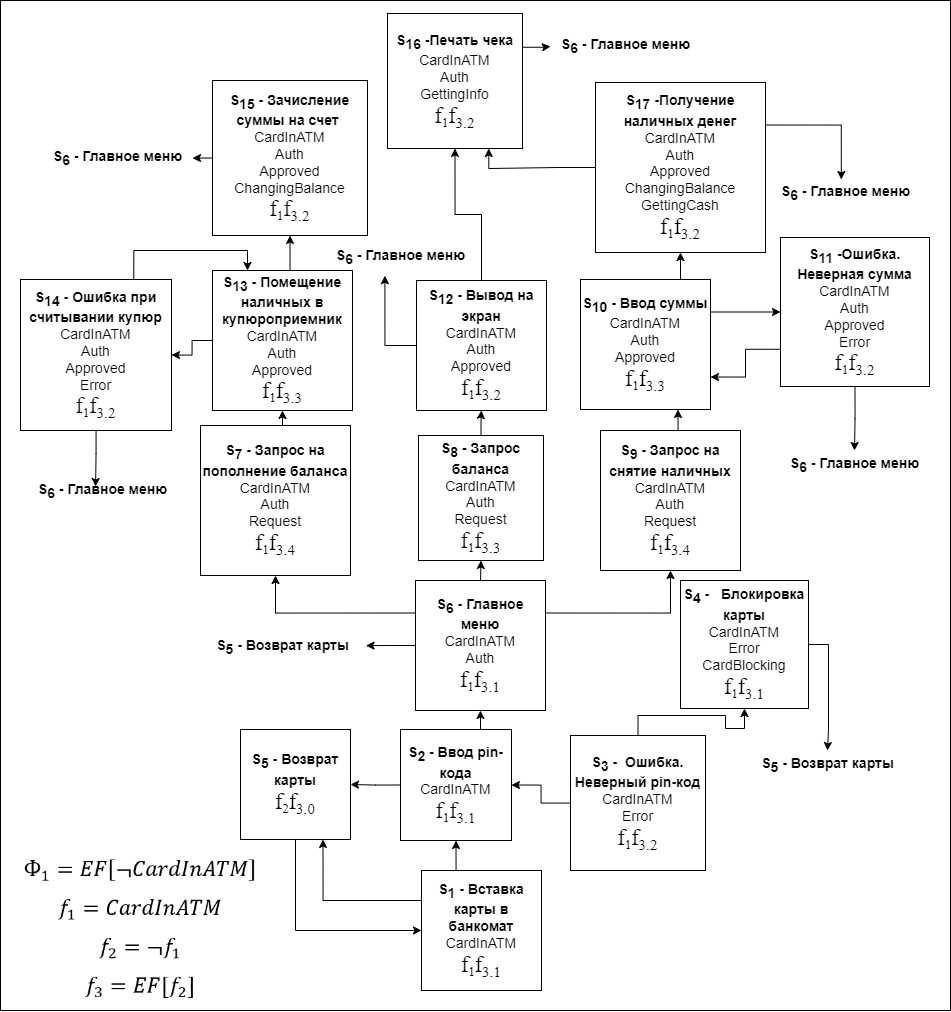 S16 -Печать чека
CardInATM
Auth
GettingInfo
f1f3.2
S6 - Главное меню
S15 - Зачисление
суммы на счет
CardInATM
Auth
Approved
ChangingBalance
f1f3.2
S6 - Главное меню
S17 -Получение
наличных денег
CardInATM
Auth
Approved
ChangingBalance
GettingCash
f1f3.2
S6 - Главное меню
S14 - Ошибка при
считывании купюр
CardInATM
Auth
Approved
Error
f1f3.2
S6 - Главное меню
S13 - Помещение
наличных в
купюроприемник
CardInATM
Auth
Approved
f1f3.3
S6 - Главное меню
S12 - Вывод на
экран
CardInATM
Auth
Approved
f1f3.2
S10 - Ввод суммы
CardInATM
Auth
Approved
f1f3.3
S11 -Ошибка.
Неверная сумма
CardInATM
Auth
Approved
Error
f1f3.2
S6 - Главное меню
S7 - Запрос на
пополнение баланса
CardInATM
Auth
Request
f1f3.4
S8 - Запрос
баланса
CardInATM
Auth
Request
f1f3.3
S9 - Запрос на
снятие наличных
CardInATM
Auth
Request
f1f3.4
S6 - Главное
меню
CardInATM
Auth
f1f3.1
S5 - Возврат карты
S4 - Блокировка
карты
CardInATM
Error
CardBlocking
f1f3.1
S5 - Возврат карты
S5 - Возврат
карты
f2f3.0
S2 - Ввод pin-
кода
CardInATM
f1f3.1
S3 - Ошибка.
Неверный pin-код
CardInATM
Error
f1f3.2
S1 - Вставка
карты в
банкомат
CardInATM
f1f3.1
Φ1 = EF[¬CardInATM]
f1 = CardInATM
f2 = ¬f1
f3 = EF[f2]